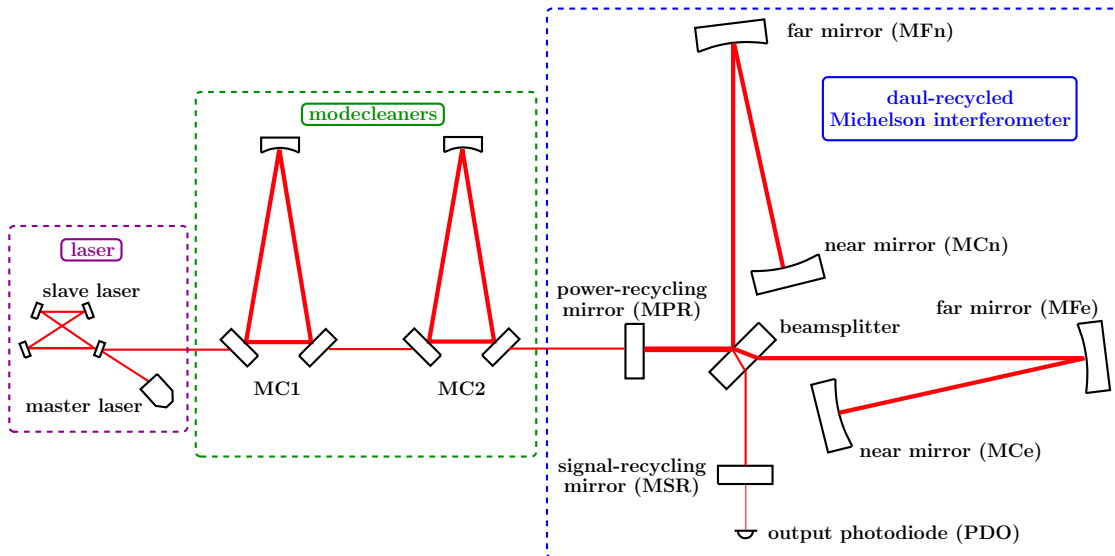 far mirror (MFn)
daul-recycled
Michelson interferometer
modecleaners
laser
slave laser
near mirror (MCn)
power-recycling
mirror (MPR)
far mirror (MFe)
beamsplitter
MC1
MC2
master laser
near mirror (MCe)
signal-recycling
mirror (MSR)
output photodiode (PDO)